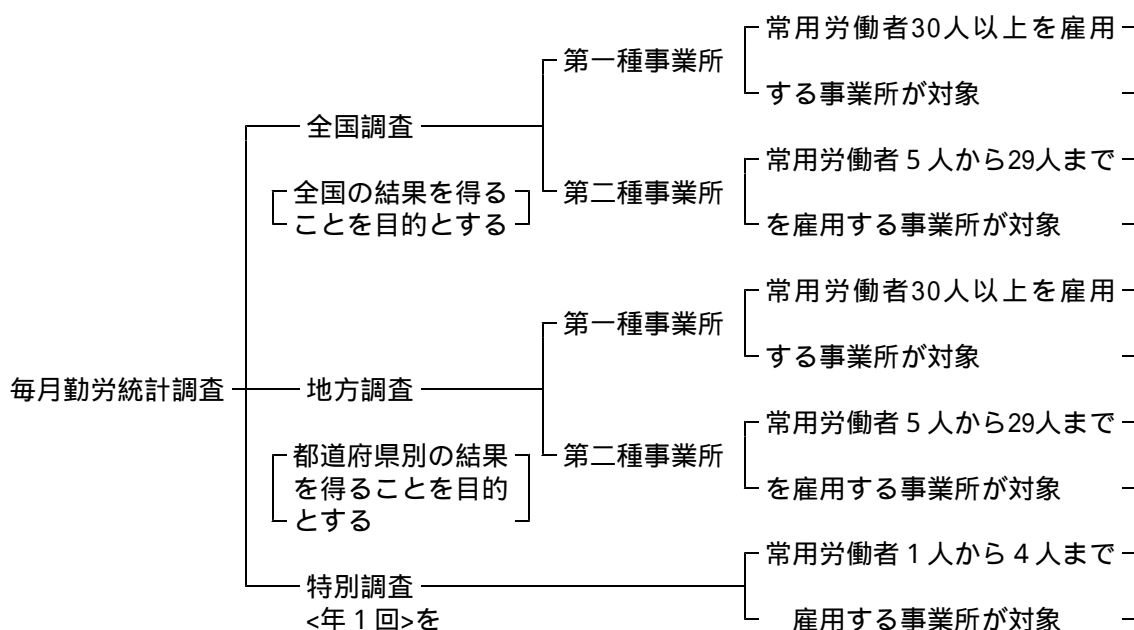 毎月勤労統計調査
全国調査
全国の結果を得る
ことを目的とする
第一種事業所
常用労働者30人以上を雇用
する事業所が対象
第二種事業所
常用労働者5人から29人まで
を雇用する事業所が対象
地方調査
都道府県別の結果
を得ることを目的
とする
第一種事業所
常用労働者30人以上を雇用
する事業所が対象
第二種事業所
常用労働者5人から29人まで
を雇用する事業所が対象
特別調査
<年1回>を
常用労働者1人から4人まで
雇用する事業所が対象